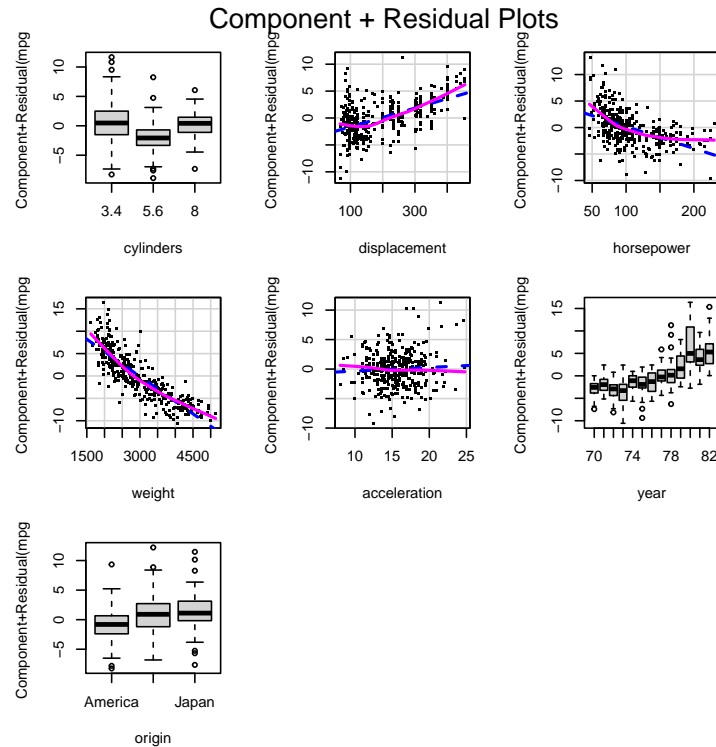 Component + Residual Plots
Component+Residual(mpg
−5 0 5 10
3.4 5.6 8
cylinders
Component+Residual(mpg
−10 0 5 10
100 300
displacement
Component+Residual(mpg
−10 0 5 10
50 100 200
horsepower
Component+Residual(mpg
−10 0 5 15
1500 3000 4500
weight
Component+Residual(mpg
−10 0 5 10
10 15 20 25
acceleration
Component+Residual(mpg
−10 0 5 15
70 74 78 82
year
Component+Residual(mpg
−5 0 5 10
America Japan
origin